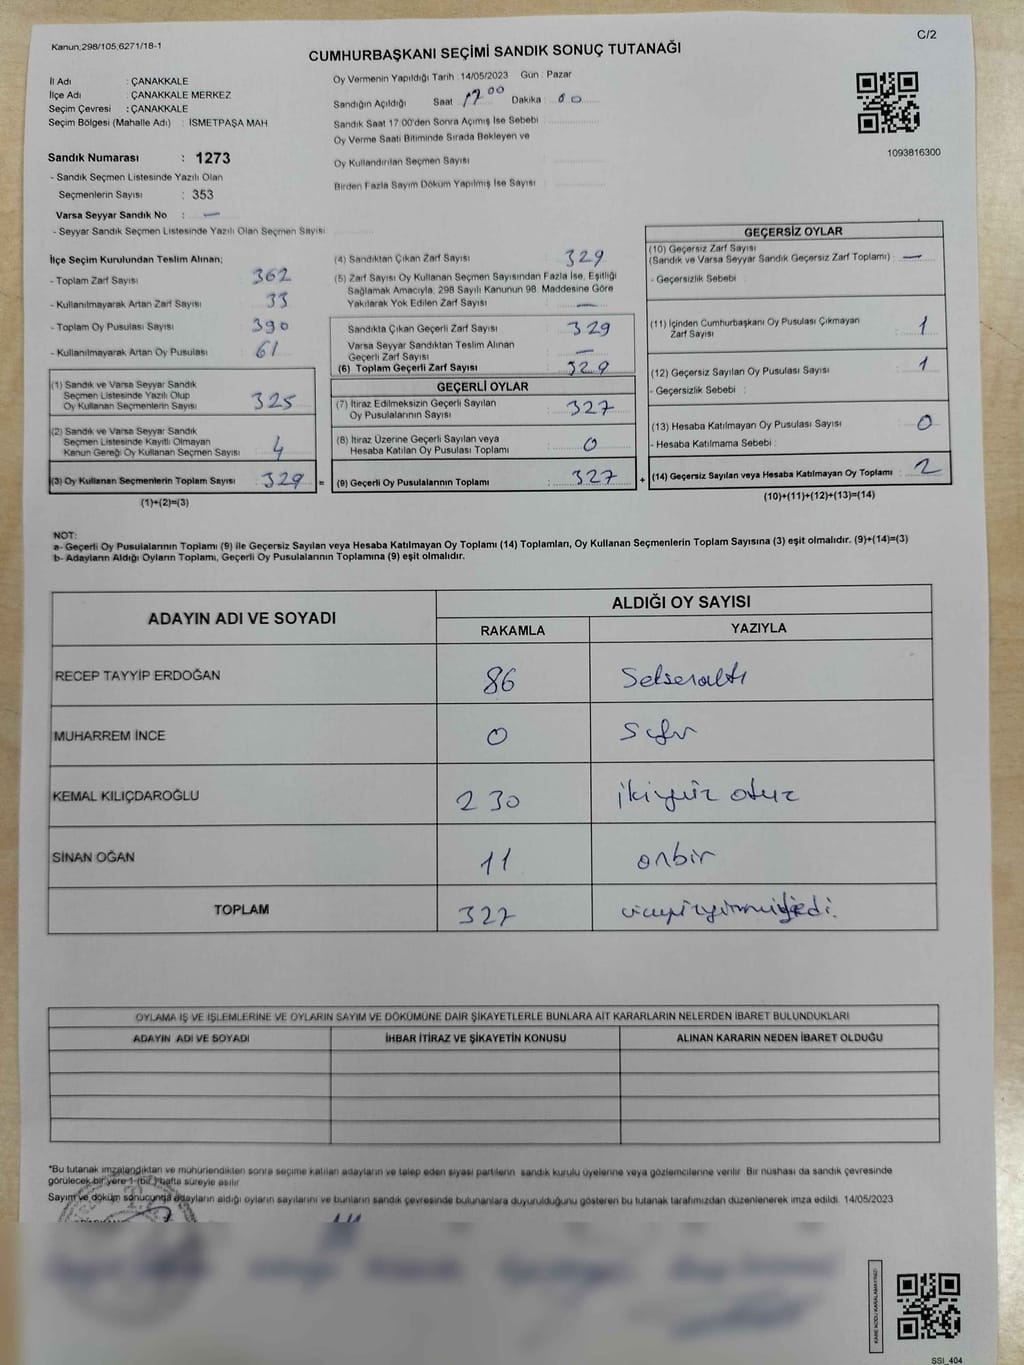 Kanun,298/105,6271/18-1
C/2
CUMHURBAŞKANI SEÇİMİ SANDIK SONUÇ TUTANAĞI
İl Adı : ÇANAKKALE
İlçe Adı : ÇANAKKALE MERKEZ
Seçim Çevresi : ÇANAKKALE
Seçim Bölgesi (Mahalle Adı) : İSMETPAŞA MAH
Sandık Numarası : 1273
- Sandık Seçmen Listesinde Yazılı Olan
Seçmenlerin Sayısı : 353
Varsa Seyyar Sandık No : —
- Seyyar Sandık Seçmen Listesinde Yazılı Olan Seçmen Sayısı
Oy Vermenin Yapıldığı Tarih : 14/05/2023 Gün : Pazar
Sandığın Açıldığı Saat 17 00 Dakika 00
Sandık Saat 17:00'den Sonra Açımış İse Sebebi
Oy Verme Saati Bitiminde Sırada Bekleyen ve
Oy Kullandırılan Seçmen Sayısı
Birden Fazla Sayım Döküm Yapılmış İse Sayısı
1093816300
İlçe Seçim Kurulundan Teslim Alınan;
- Toplam Zarf Sayısı 362
- Kullanılmayarak Artan Zarf Sayısı 33
- Toplam Oy Pusulası Sayısı 390
- Kullanılmayarak Artan Oy Pusulası 61
(1) Sandık ve Varsa Seyyar Sandık
Seçmen Listesinde Yazılı Olup
Oy Kullanan Seçmenlerin Sayısı 325
(2) Sandık ve Varsa Seyyar Sandık
Seçmen Listesinde Kayıtlı Olmayan
Kanun Gereği Oy Kullanan Seçmen Sayısı : 4
(3) Oy Kullanan Seçmenlerin Toplam Sayısı : 329 =
(1)+(2)=(3)
(4) Sandıktan Çıkan Zarf Sayısı 329
(5) Zarf Sayısı Oy Kullanan Seçmen Sayısından Fazla İse, Eşitliği
Sağlamak Amacıyla, 298 Sayılı Kanunun 98. Maddesine Göre
Yakılarak Yok Edilen Zarf Sayısı —
Sandıkta Çıkan Geçerli Zarf Sayısı 329
Varsa Seyyar Sandıktan Teslim Alınan
Geçerli Zarf Sayısı —
(6) Toplam Geçerli Zarf Sayısı 329
GEÇERLİ OYLAR
(7) İtiraz Edilmeksizin Geçerli Sayılan
Oy Pusulalarının Sayısı : 327
(8) İtiraz Üzerine Geçerli Sayılan veya
Hesaba Katılan Oy Pusulası Toplamı : 0
(9) Geçerli Oy Pusulalarının Toplamı : 327 +
GEÇERSİZ OYLAR
(10) Geçersiz Zarf Sayısı
(Sandık ve Varsa Seyyar Sandık Geçersiz Zarf Toplamı) : —
- Geçersizlik Sebebi :
(11) İçinden Cumhurbaşkanı Oy Pusulası Çıkmayan
Zarf Sayısı 1
(12) Geçersiz Sayılan Oy Pusulası Sayısı 1
- Geçersizlik Sebebi :
(13) Hesaba Katılmayan Oy Pusulası Sayısı : 0
- Hesaba Katılmama Sebebi :
(14) Geçersiz Sayılan veya Hesaba Katılmayan Oy Toplamı : 2
(10)+(11)+(12)+(13)=(14)
NOT:
a- Geçerli Oy Pusulalarının Toplamı (9) ile Geçersiz Sayılan veya Hesaba Katılmayan Oy Toplamı (14) Toplamları, Oy Kullanan Seçmenlerin Toplam Sayısına (3) eşit olmalıdır. (9)+(14)=(3)
b- Adayların Aldığı Oyların Toplamı, Geçerli Oy Pusulalarının Toplamına (9) eşit olmalıdır.
ADAYIN ADI VE SOYADI ALDIĞI OY SAYISI
RAKAMLA YAZIYLA
RECEP TAYYİP ERDOĞAN 86 Seksenaltı
MUHARREM İNCE 0 Sıfır
KEMAL KILIÇDAROĞLU 230 ikiyüz otuz
SİNAN OĞAN 11 onbir
TOPLAM 327
OYLAMA İŞ VE İŞLEMLERİNE VE OYLARIN SAYIM VE DÖKÜMÜNE DAİR ŞİKAYETLERLE BUNLARA AİT KARARLARIN NELERDEN İBARET BULUNDUKLARI
ADAYIN ADI VE SOYADI İHBAR İTİRAZ VE ŞİKAYETİN KONUSU ALINAN KARARIN NEDEN İBARET OLDUĞU
*Bu tutanak imzalandıktan ve mühürlendikten sonra seçime katılan adayların ve talep eden siyasi partilerin sandık kurulu üyelerine veya gözlemcilerine verilir. Bir nüshası da sandık çevresinde
görülecek bir yere 1 (bir) hafta süreyle asılır
Sayım ve döküm sonucunda adayların aldığı oyların sayılarını ve bunların sandık çevresinde bulunanlara duyurulduğunu gösteren bu tutanak tarafımızdan düzenlenerek imza edildi. 14/05/2023
SSI_404